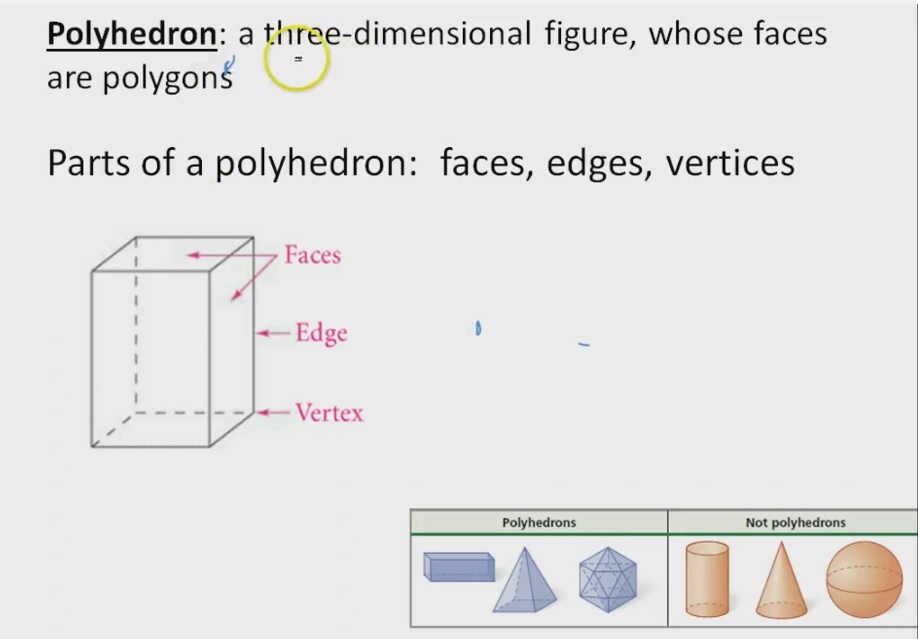 Polyhedron: a three-dimensional figure, whose faces
are polygons
Parts of a polyhedron: faces, edges, vertices
Faces
Edge
Vertex
Polyhedrons
Not polyhedrons